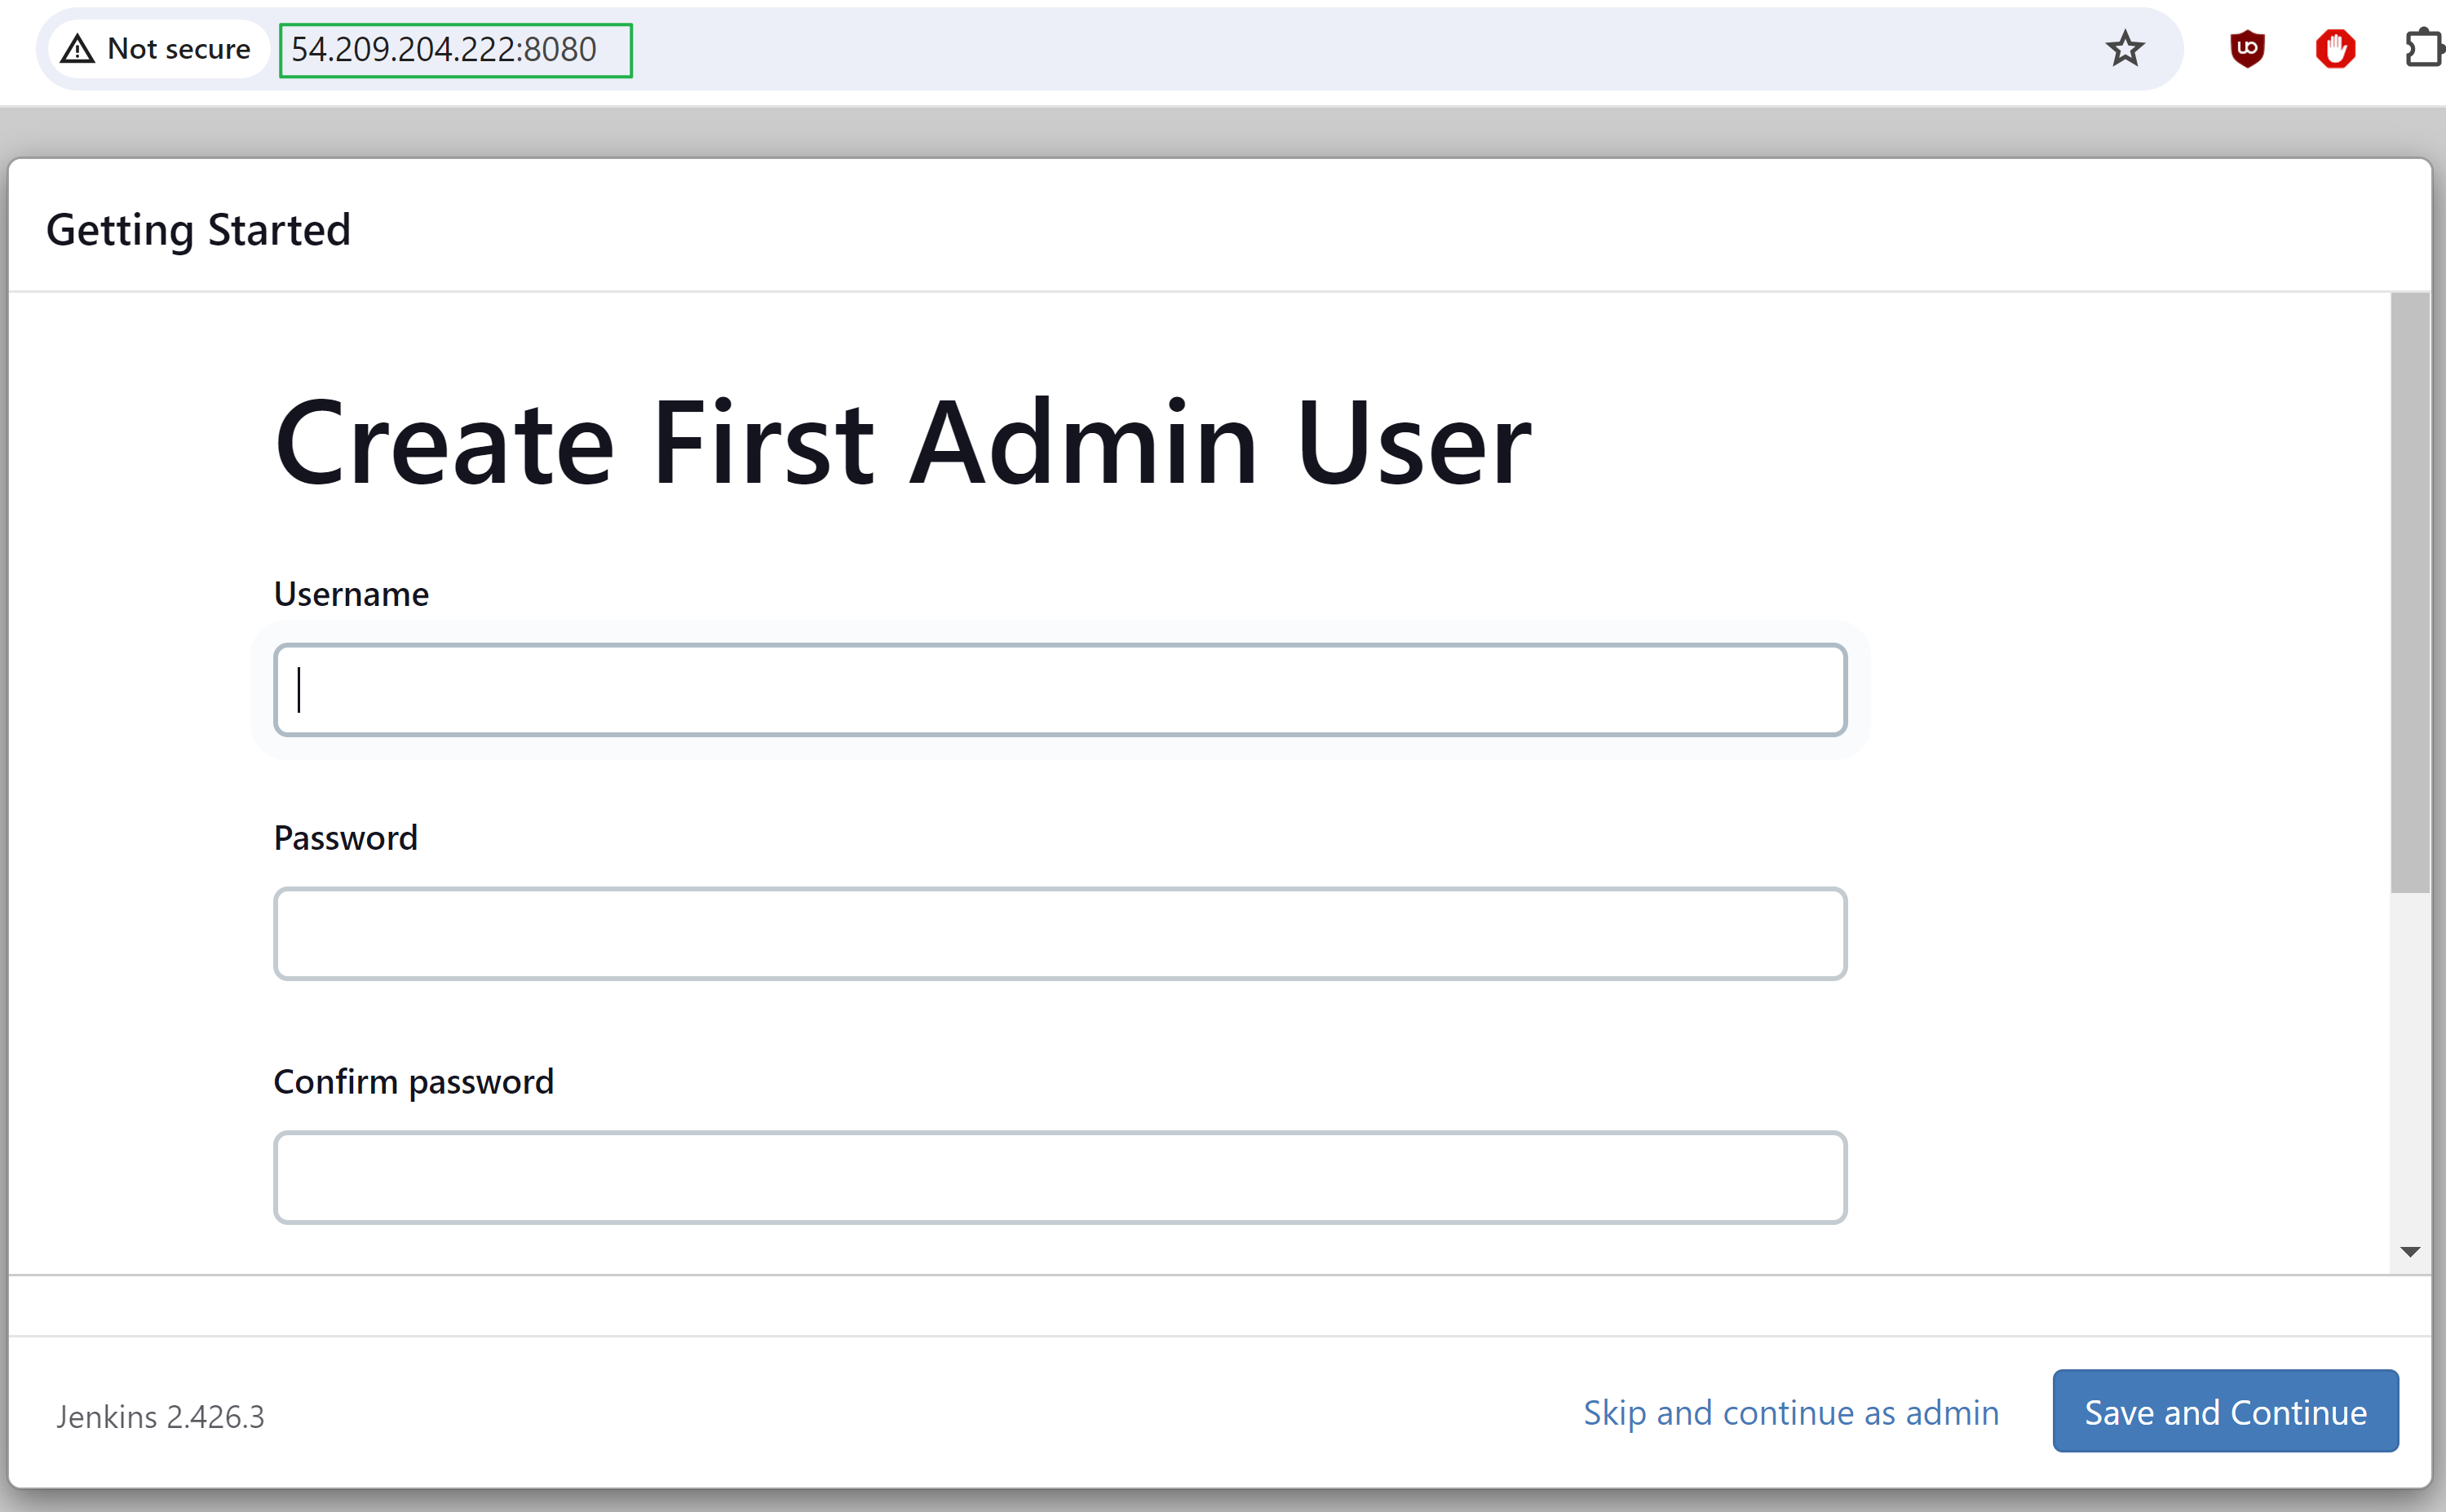 Not secure 54.209.204.222:8080
Getting Started
Create First Admin User
Username
Password
Confirm password
Jenkins 2.426.3
Skip and continue as admin
Save and Continue